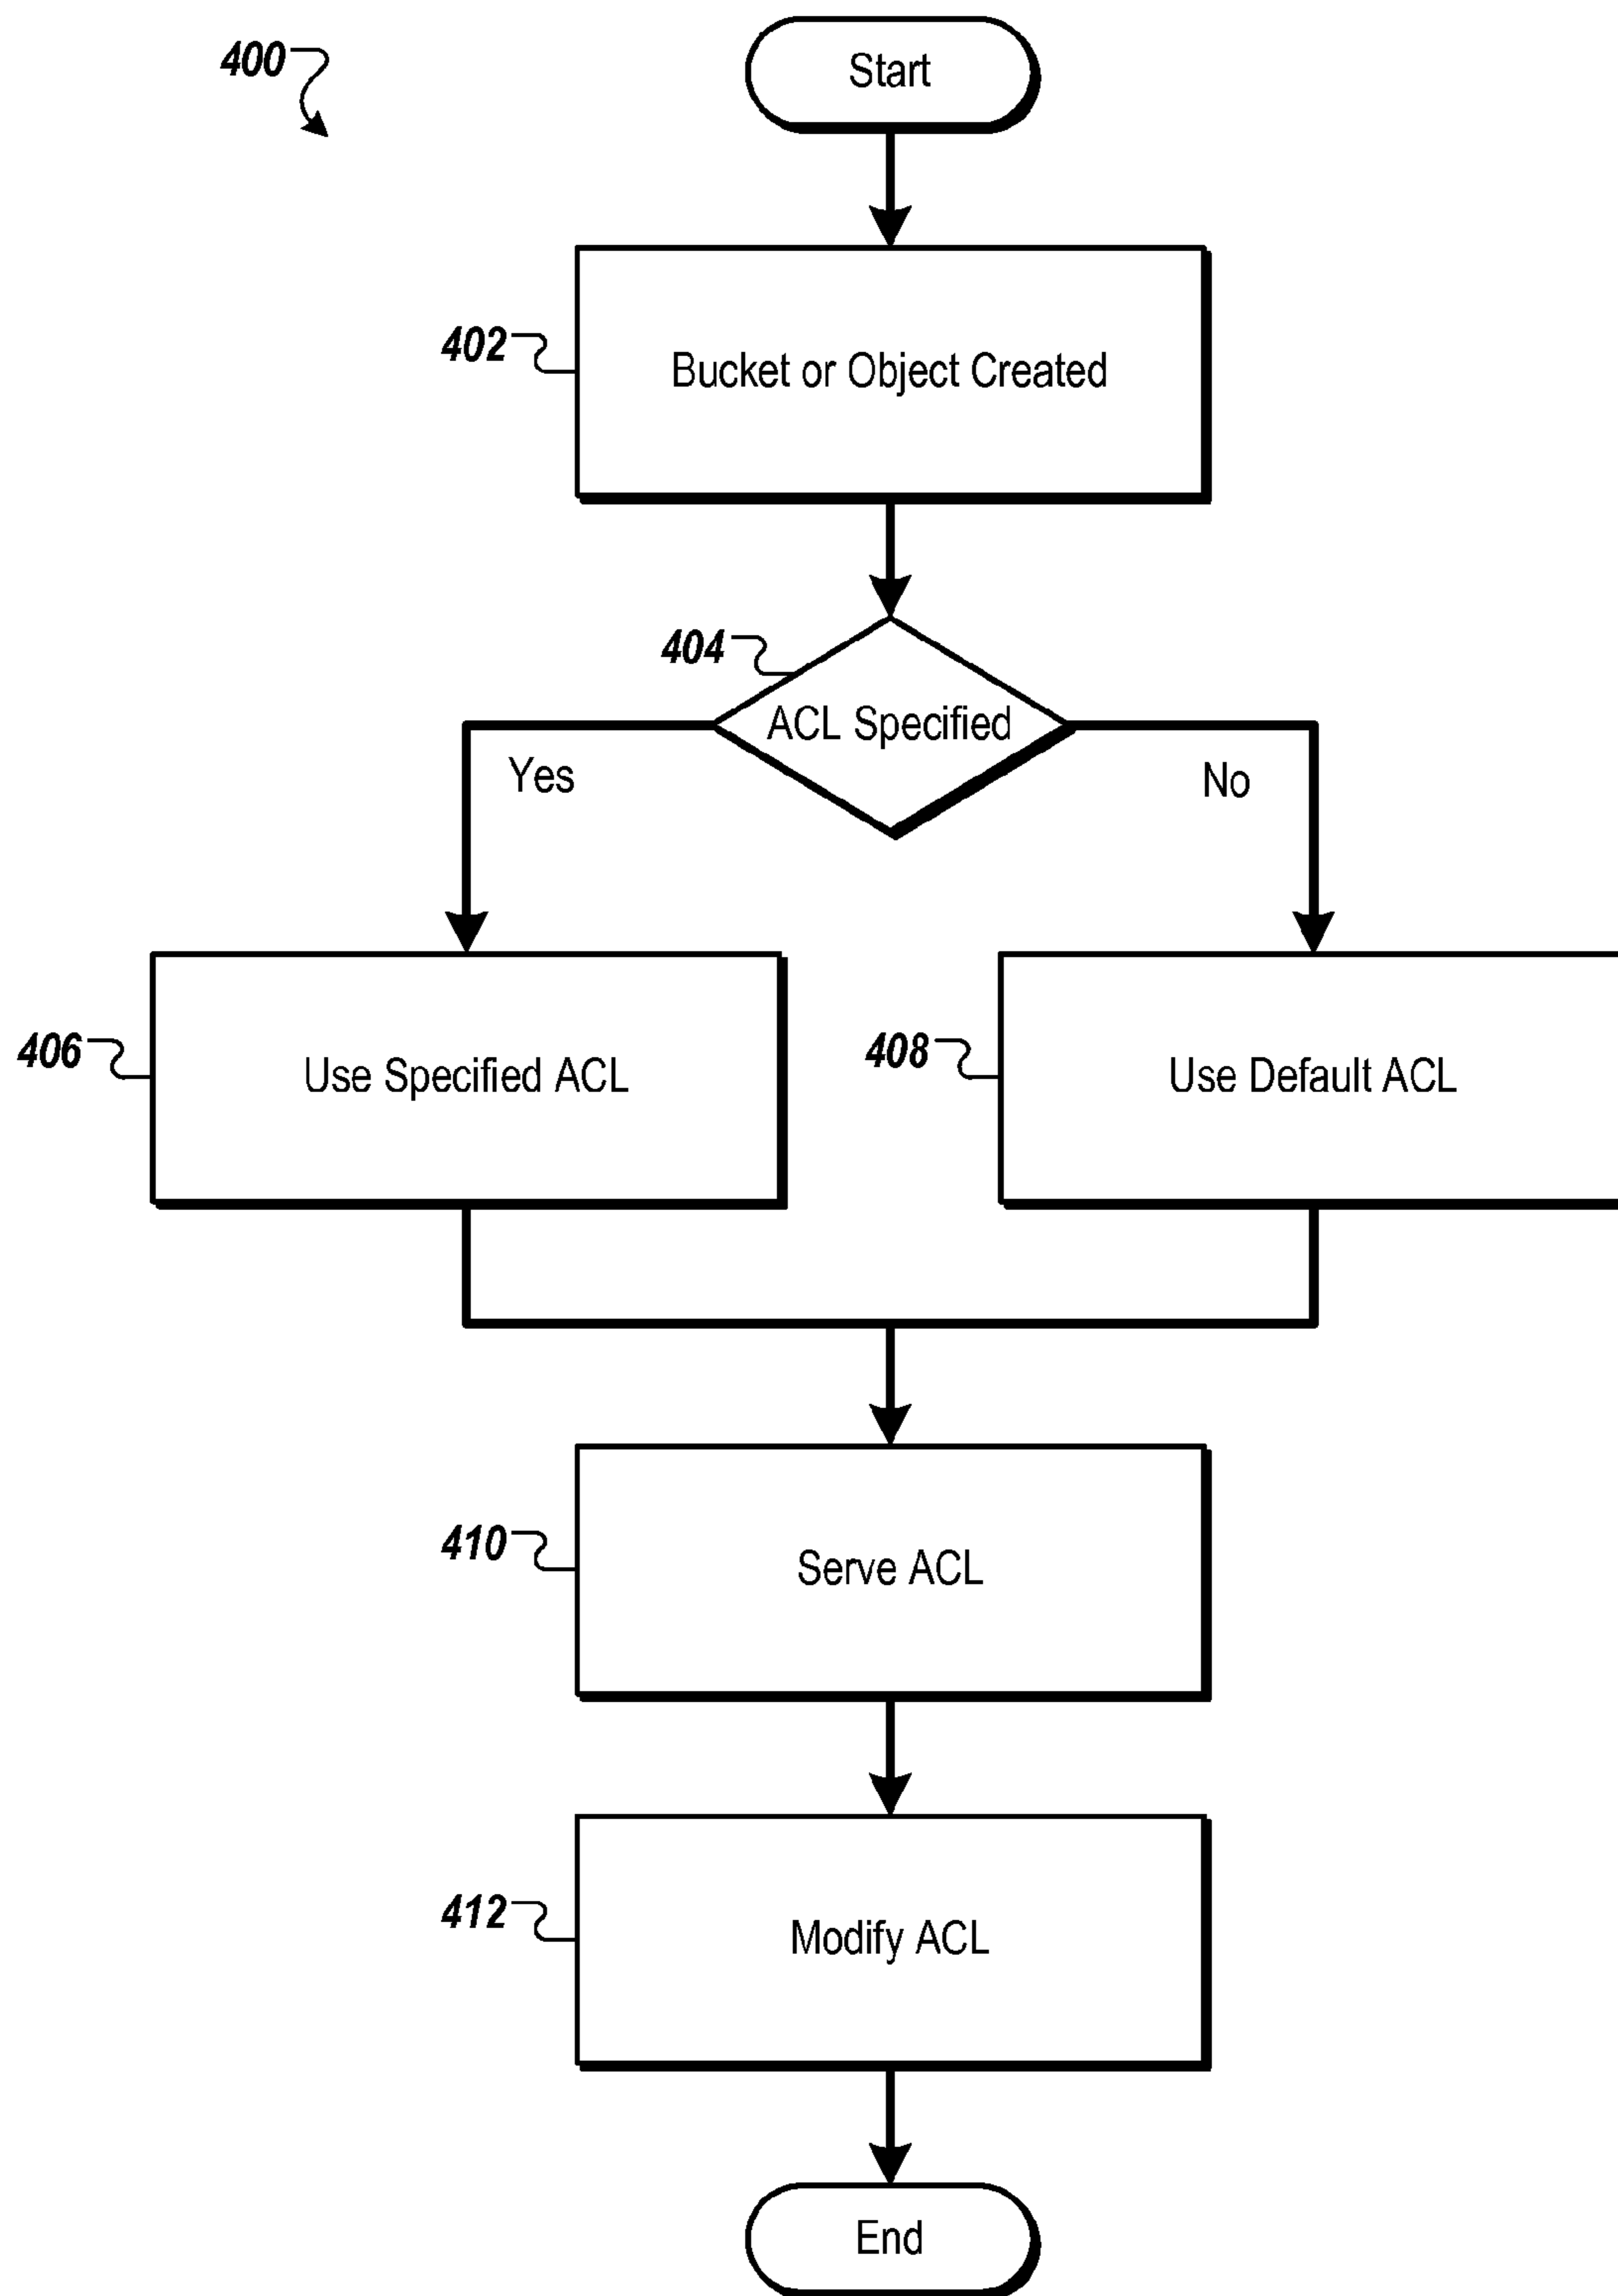 400
Start
402
Bucket or Object Created
404
ACL Specified
Yes
No
406
Use Specified ACL
408
Use Default ACL
410
Serve ACL
412
Modify ACL
End